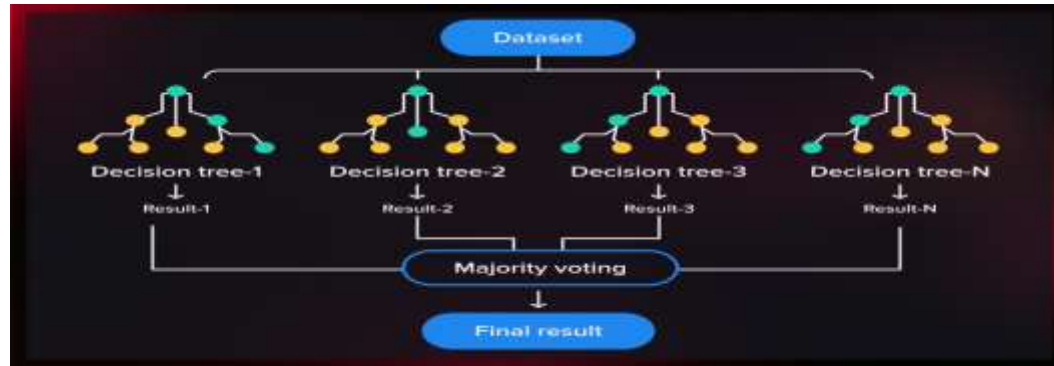 Dataset
Decision tree-1 Decision tree-2 Decision tree-3 Decision tree-N
Result-1 Result-2 Result-3 Result-N
Majority voting
Final result